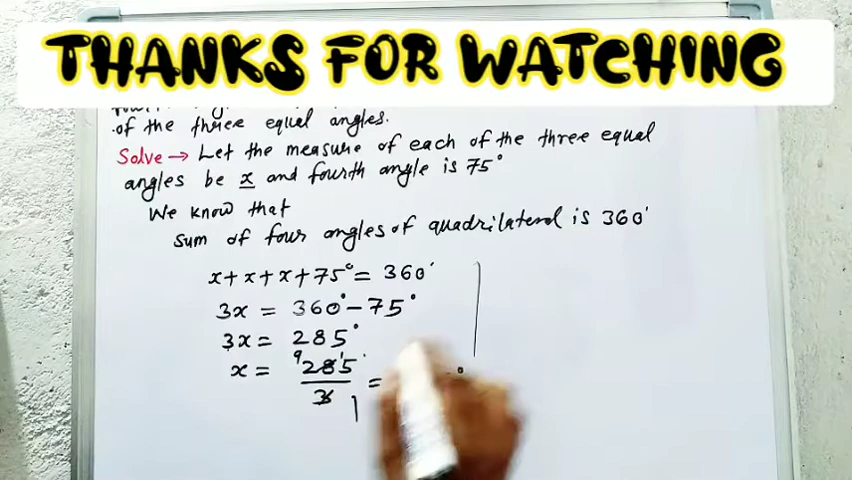 THANKS FOR WATCHING
of the three equal angles.
Solve → Let the measure of each of the three equal
angles be x and fourth angle is 75°
We know that
sum of four angles of quadrilateral is 360°
x + x + x + 75° = 360°
3x = 360° - 75°
3x = 285°
x = 285° / 3 =